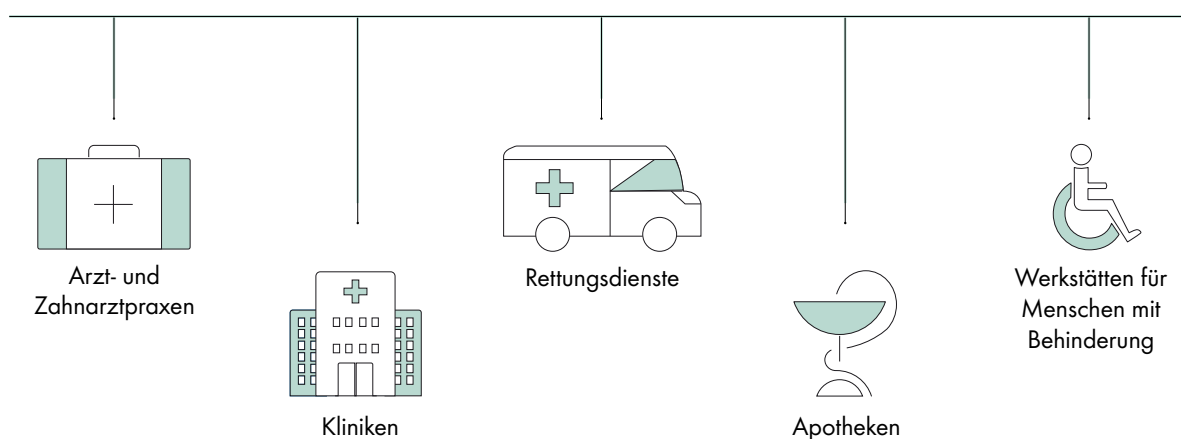 Arzt- und
Zahnarztpraxen
Kliniken
Rettungsdienste
Apotheken
Werkstätten für
Menschen mit
Behinderung